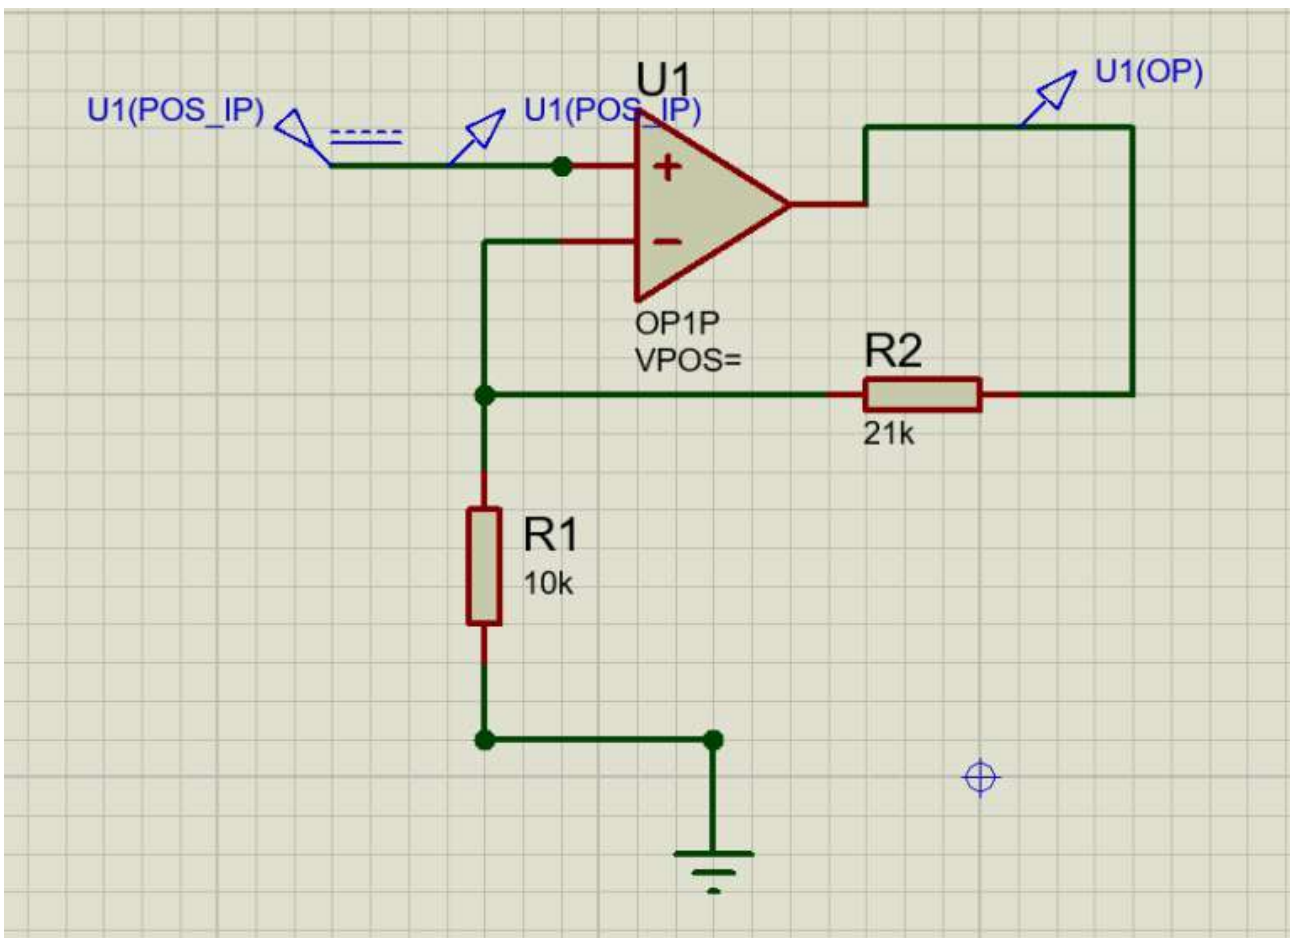 U1
U1(OP)
U1(POS_IP)
U1(POS_IP)
+
−
OP1P
VPOS=
R2
21k
R1
10k